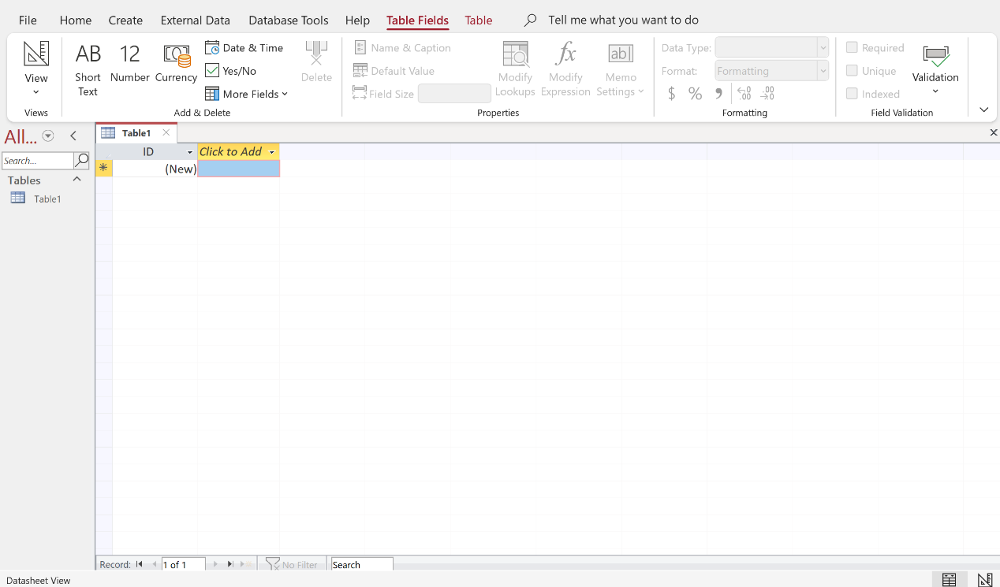 File Home Create External Data Database Tools Help Table Fields Table Tell me what you want to do
View
Views
AB
Short Text
12
Number
Currency
Date & Time
Yes/No
More Fields
Delete
Add & Delete
Name & Caption
Default Value
Field Size
Modify Lookups
fx
Modify Expression
ab
Memo Settings
Properties
Data Type:
Format: Formatting
$ % , .00 .00
Formatting
Required
Unique
Indexed
Validation
Field Validation
All...
Search...
Tables
Table1
Table1
ID Click to Add
(New)
Record: 1 of 1 No Filter Search
Datasheet View